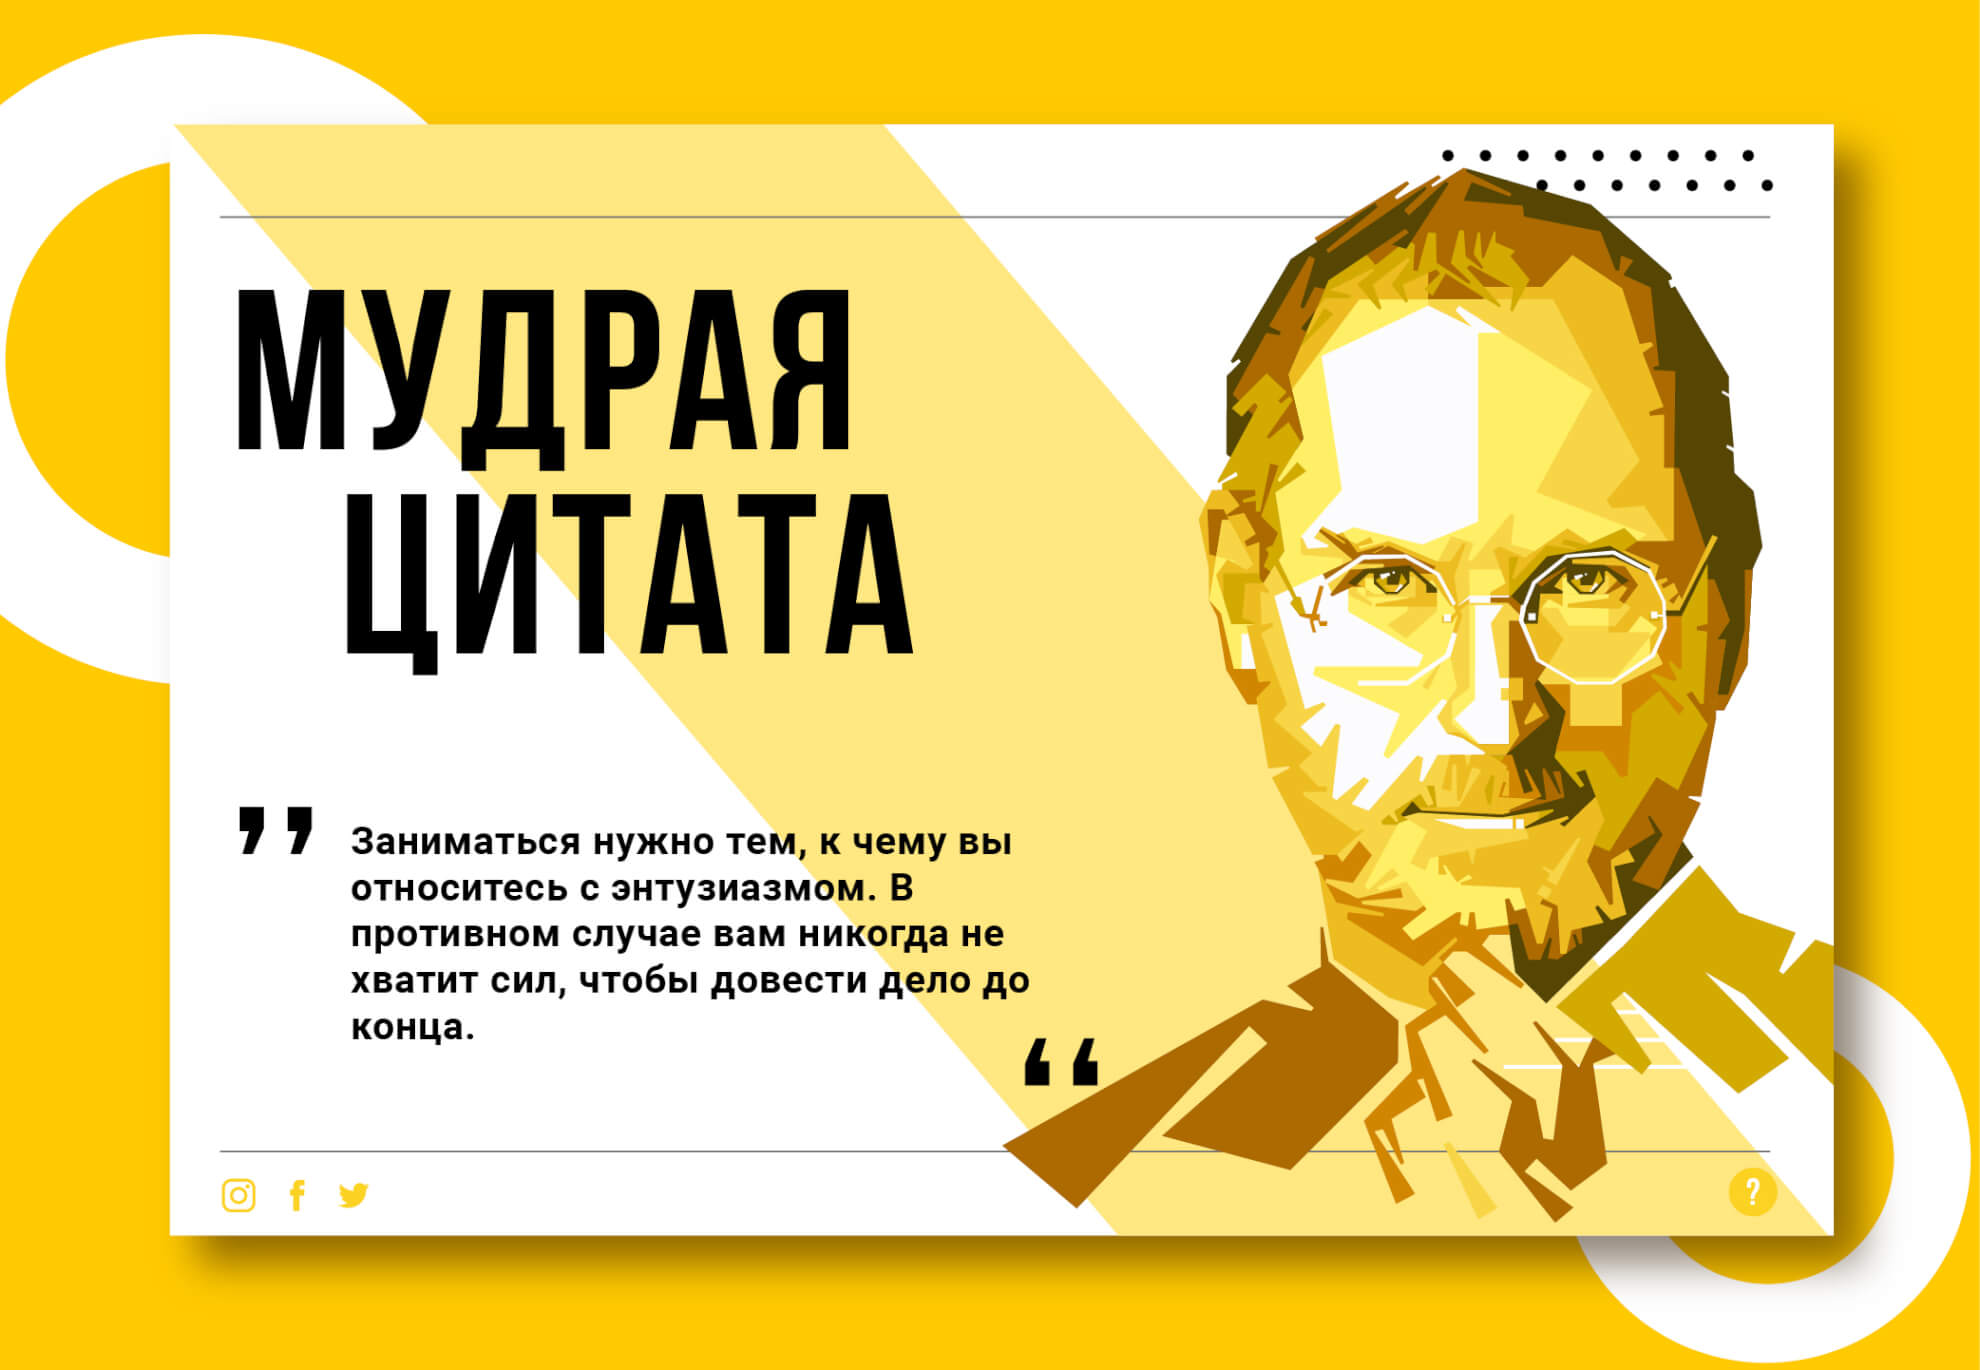 МУДРАЯ
ЦИТАТА
” Заниматься нужно тем, к чему вы
относитесь с энтузиазмом. В
противном случае вам никогда не
хватит сил, чтобы довести дело до
конца.
“
?